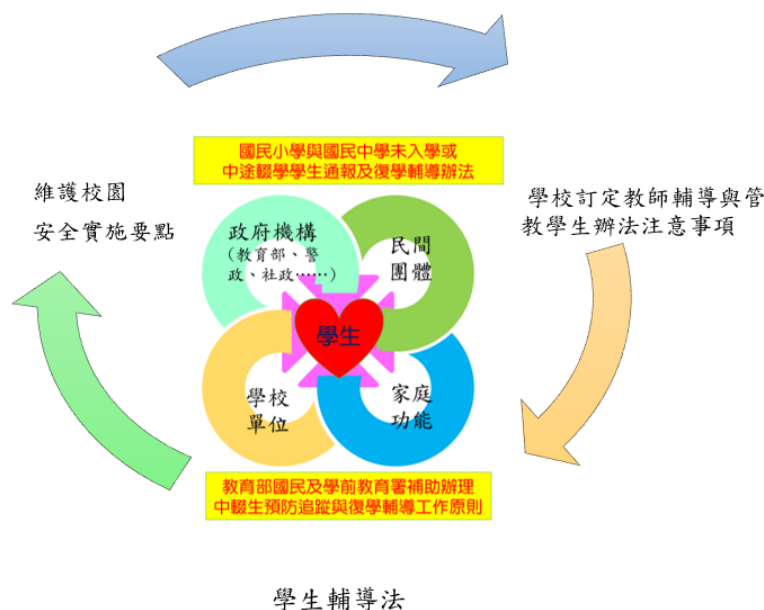 國民小學與國民中學未入學或
中途輟學學生通報及復學輔導辦法
維護校園
安全實施要點
政府機構
（教育部、警
政、社政⋯⋯）
民間
團體
學校訂定教師輔導與管
教學生辦法注意事項
學生
學校
單位
家庭
功能
教育部國民及學前教育署補助辦理
中輟生預防追蹤與復學輔導工作原則
學生輔導法